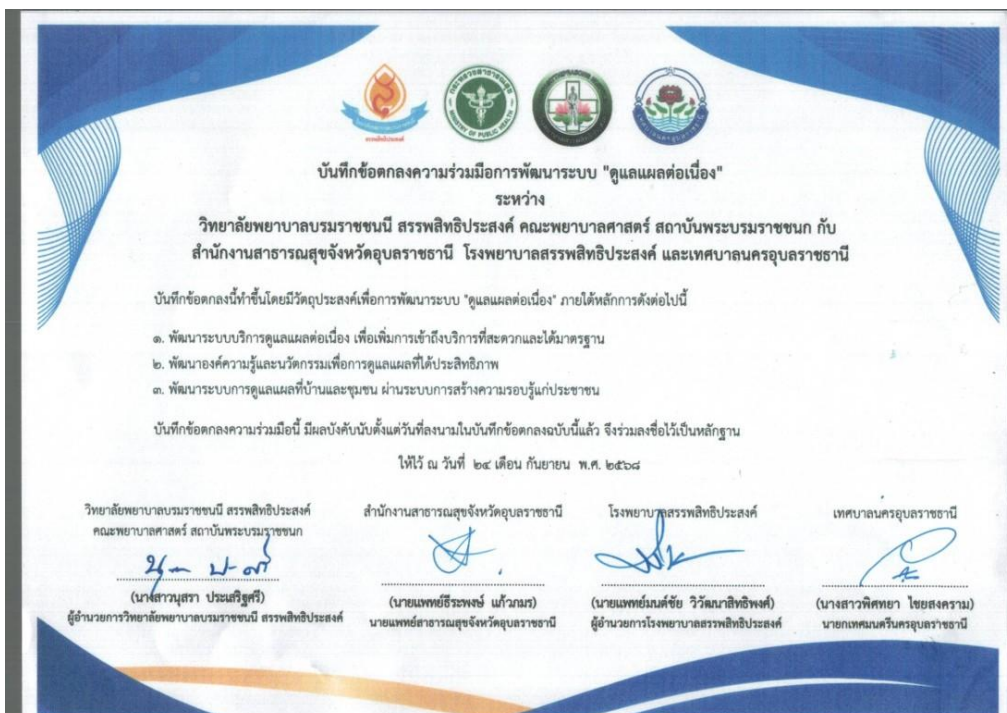 สรรพสิทธิประสงค์
กระทรวงสาธารณสุข
MINISTRY OF PUBLIC HEALTH
บันทึกข้อตกลงความร่วมมือการพัฒนาระบบ "ดูแลแผลต่อเนื่อง"
ระหว่าง
วิทยาลัยพยาบาลบรมราชชนนี สรรพสิทธิประสงค์ คณะพยาบาลศาสตร์ สถาบันพระบรมราชชนก กับ
สำนักงานสาธารณสุขจังหวัดอุบลราชธานี โรงพยาบาลสรรพสิทธิประสงค์ และเทศบาลนครอุบลราชธานี
บันทึกข้อตกลงนี้ทำขึ้นโดยมีวัตถุประสงค์เพื่อการพัฒนาระบบ "ดูแลแผลต่อเนื่อง" ภายใต้หลักการดังต่อไปนี้
๑. พัฒนาระบบบริการดูแลแผลต่อเนื่อง เพื่อเพิ่มการเข้าถึงบริการที่สะดวกและได้มาตรฐาน
๒. พัฒนาองค์ความรู้และนวัตกรรมเพื่อการดูแลแผลที่ได้ประสิทธิภาพ
๓. พัฒนาระบบการดูแลแผลที่บ้านและชุมชน ผ่านระบบการสร้างความรอบรู้แก่ประชาชน
บันทึกข้อตกลงความร่วมมือนี้ มีผลบังคับนับตั้งแต่วันที่ลงนามในบันทึกข้อตกลงฉบับนี้แล้ว จึงร่วมลงชื่อไว้เป็นหลักฐาน
ให้ไว้ ณ วันที่ ๒๔ เดือน กันยายน พ.ศ. ๒๕๖๘
วิทยาลัยพยาบาลบรมราชชนนี สรรพสิทธิประสงค์
คณะพยาบาลศาสตร์ สถาบันพระบรมราชชนก
(นางสาวนุสรา ประเสริฐศรี)
ผู้อำนวยการวิทยาลัยพยาบาลบรมราชชนนี สรรพสิทธิประสงค์
สำนักงานสาธารณสุขจังหวัดอุบลราชธานี
(นายแพทย์ธีระพงษ์ แก้วภมร)
นายแพทย์สาธารณสุขจังหวัดอุบลราชธานี
โรงพยาบาลสรรพสิทธิประสงค์
(นายแพทย์มนต์ชัย วิวัฒนาสิทธิพงศ์)
ผู้อำนวยการโรงพยาบาลสรรพสิทธิประสงค์
เทศบาลนครอุบลราชธานี
(นางสาวพิศทยา ไชยสงคราม)
นายกเทศมนตรีนครอุบลราชธานี